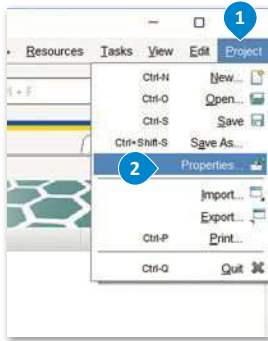 1
Resources Tasks View Edit Project
Ctrl-N New...
Ctrl-O Open...
Ctrl-S Save
Ctrl+Shift-S Save As...
2 Properties...
Import...
Export...
Ctrl-P Print...
Ctrl-Q Quit